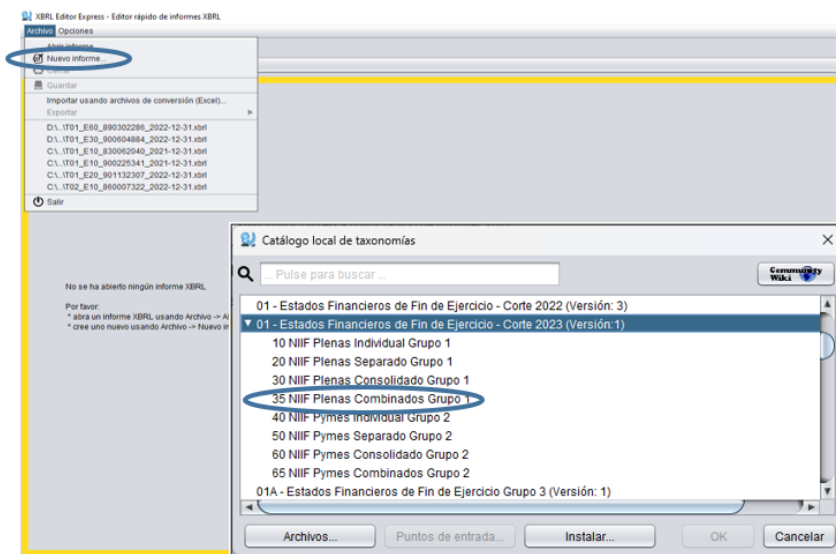 XBRL Editor Express - Editor rápido de informes XBRL
Archivo Opciones
Abrir informe
Nuevo informe...
Cerrar
Guardar
Importar usando archivos de conversión (Excel)...
Exportar
D:\...\T01_E60_890302286_2022-12-31.xbrl
D:\...\T01_E30_900604884_2022-12-31.xbrl
C:\...\T01_E10_830062040_2021-12-31.xbrl
C:\...\T01_E10_900225341_2021-12-31.xbrl
C:\...\T01_E20_901132307_2022-12-31.xbrl
C:\...\T02_E10_860007322_2022-12-31.xbrl
Salir
No se ha abierto ningún informe XBRL
Por favor:
* abra un informe XBRL usando Archivo -> A
* cree uno nuevo usando Archivo -> Nuevo in
Catálogo local de taxonomías
... Pulse para buscar ...
Community
Wiki
01 - Estados Financieros de Fin de Ejercicio - Corte 2022 (Versión: 3)
01 - Estados Financieros de Fin de Ejercicio - Corte 2023 (Versión:1)
10 NIIF Plenas Individual Grupo 1
20 NIIF Plenas Separado Grupo 1
30 NIIF Plenas Consolidado Grupo 1
35 NIIF Plenas Combinados Grupo 1
40 NIIF Pymes Individual Grupo 2
50 NIIF Pymes Separado Grupo 2
60 NIIF Pymes Consolidado Grupo 2
65 NIIF Pymes Combinados Grupo 2
01A - Estados Financieros de Fin de Ejercicio Grupo 3 (Versión: 1)
Archivos...
Puntos de entrada...
Instalar...
OK
Cancelar